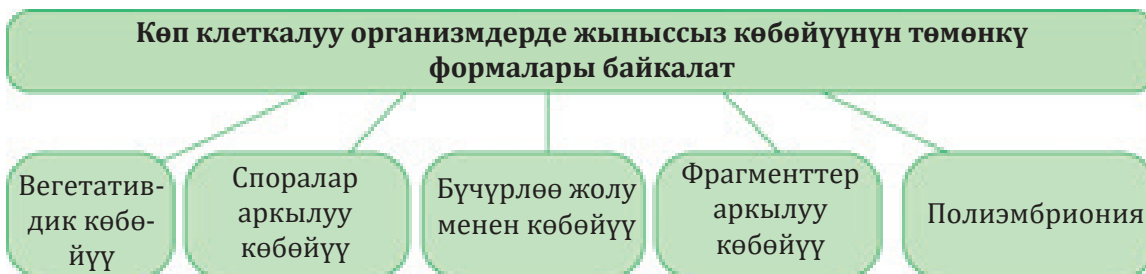 Көп клеткалуу организмдерде жыныссыз көбөйүүнүн төмөнкү
формалары байкалат
Вегетатив-
дик көбө-
йүү
Споралар
аркылуу
көбөйүү
Бүчүрлөө жолу
менен көбөйүү
Фрагменттер
аркылуу
көбөйүү
Полиэмбриония